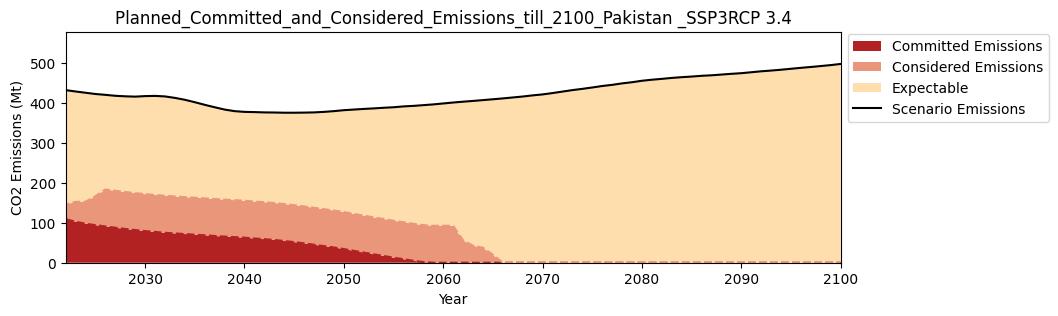 Planned_Committed_and_Considered_Emissions_till_2100_Pakistan _SSP3RCP 3.4
CO2 Emissions (Mt)
500
400
300
200
100
0
2030 2040 2050 2060 2070 2080 2090 2100
Year
Committed Emissions
Considered Emissions
Expectable
Scenario Emissions